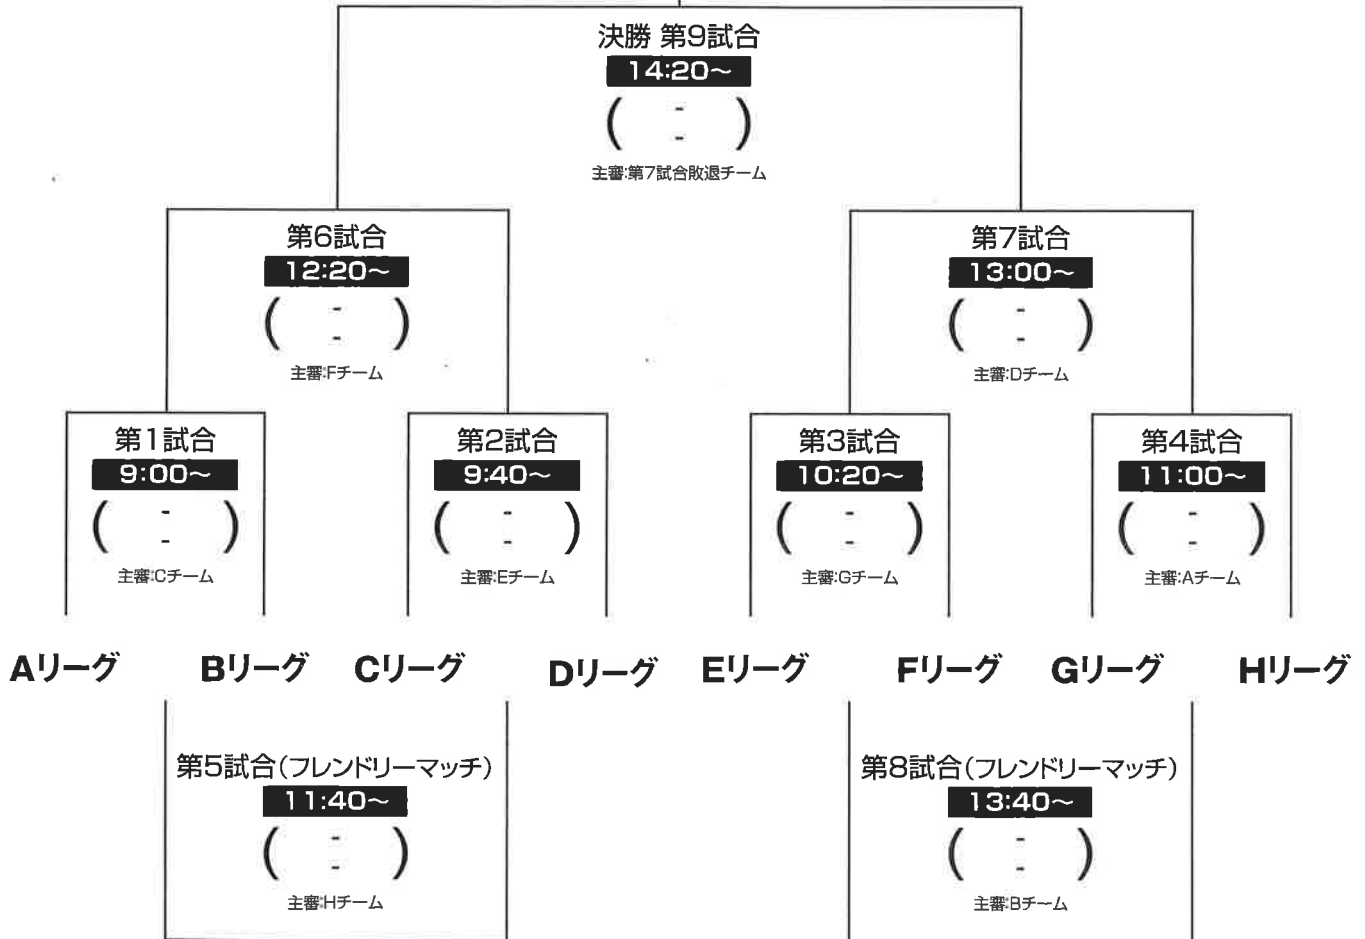 決勝 第9試合
14:20～
( - - )
主審:第7試合敗退チーム
第6試合
12:20～
( - - )
主審:Fチーム
第7試合
13:00～
( - - )
主審:Dチーム
第1試合
9:00～
( - - )
主審:Cチーム
第2試合
9:40～
( - - )
主審:Eチーム
第3試合
10:20～
( - - )
主審:Gチーム
第4試合
11:00～
( - - )
主審:Aチーム
Aリーグ Bリーグ Cリーグ Dリーグ Eリーグ Fリーグ Gリーグ Hリーグ
第5試合(フレンドリーマッチ)
11:40～
( - - )
主審:Hチーム
第8試合(フレンドリーマッチ)
13:40～
( - - )
主審:Bチーム